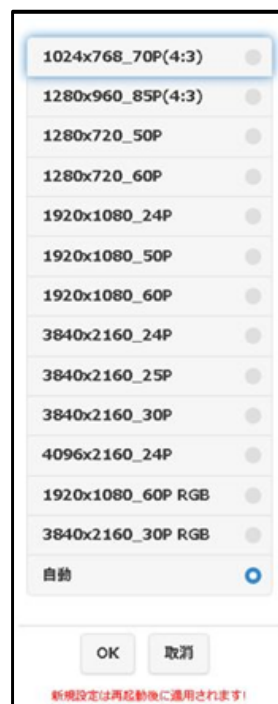 1024x768_70P(4:3)
1280x960_85P(4:3)
1280x720_50P
1280x720_60P
1920x1080_24P
1920x1080_50P
1920x1080_60P
3840x2160_24P
3840x2160_25P
3840x2160_30P
4096x2160_24P
1920x1080_60P RGB
3840x2160_30P RGB
自動
OK 取消
新規設定は再起動後に適用されます!